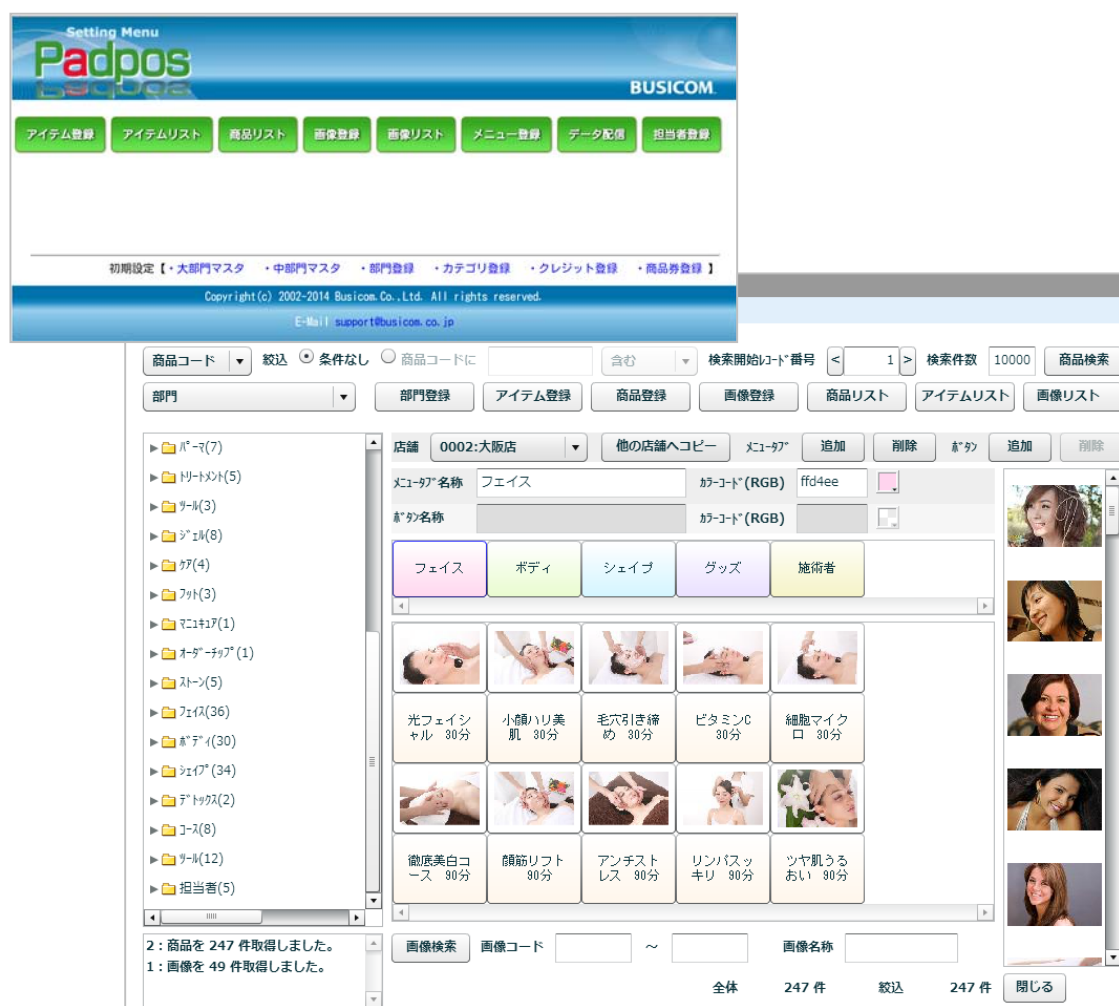 Setting Menu
Padpos
BUSICOM.
アイテム登録 アイテムリスト 商品リスト 画像登録 画像リスト メニュー登録 データ配信 担当者登録
初期設定【・大部門マスタ ・中部門マスタ ・部門登録 ・カテゴリ登録 ・クレジット登録 ・商品券登録 】
Copyright(c) 2002-2014 Busicom.Co.,Ltd. All rights reserved.
E-Mail support@busicom.co.jp
商品コード ▼ 絞込 条件なし 商品コードに 含む ▼ 検索開始ﾚｺｰﾄﾞ番号 < 1 > 検索件数 10000 商品検索
部門 ▼ 部門登録 アイテム登録 商品登録 画像登録 商品リスト アイテムリスト 画像リスト
ﾊﾟｰﾏ(7)
ﾄﾘｰﾄﾒﾝﾄ(5)
ﾂｰﾙ(3)
ｼﾞｪﾙ(8)
ｹｱ(4)
ﾌｯﾄ(3)
ﾏﾆｷｭｱ(1)
ｵｰﾀﾞｰﾁｯﾌﾟ(1)
ｽﾄｰﾝ(5)
ﾌｪｲｽ(36)
ﾎﾞﾃﾞｨ(30)
ｼｪｲﾌﾟ(34)
ﾃﾞﾄｯｸｽ(2)
ｺｰｽ(8)
ﾂｰﾙ(12)
担当者(5)
2：商品を 247 件取得しました。
1：画像を 49 件取得しました。
店舗 0002:大阪店 ▼ 他の店舗へコピー ﾒﾆｭｰﾀﾌﾞ 追加 削除 ﾎﾞﾀﾝ 追加 削除
ﾒﾆｭｰﾀﾌﾞ名称 フェイス ｶﾗｰｺｰﾄﾞ(RGB) ffd4ee
ﾎﾞﾀﾝ名称 ｶﾗｰｺｰﾄﾞ(RGB)
フェイス ボディ シェイプ グッズ 施術者
光フェイシ 小顔ハリ美 毛穴引き締 ビタミンC 細胞マイク
ャル 30分 肌 30分 め 30分 30分 ロ 30分
徹底美白コ 顔筋リフト アンチスト リンパスッ ツヤ肌うる
ース 90分 90分 レス 90分 キリ 90分 おい 90分
画像検索 画像コード ～ 画像名称
全体 247 件 絞込 247 件 閉じる